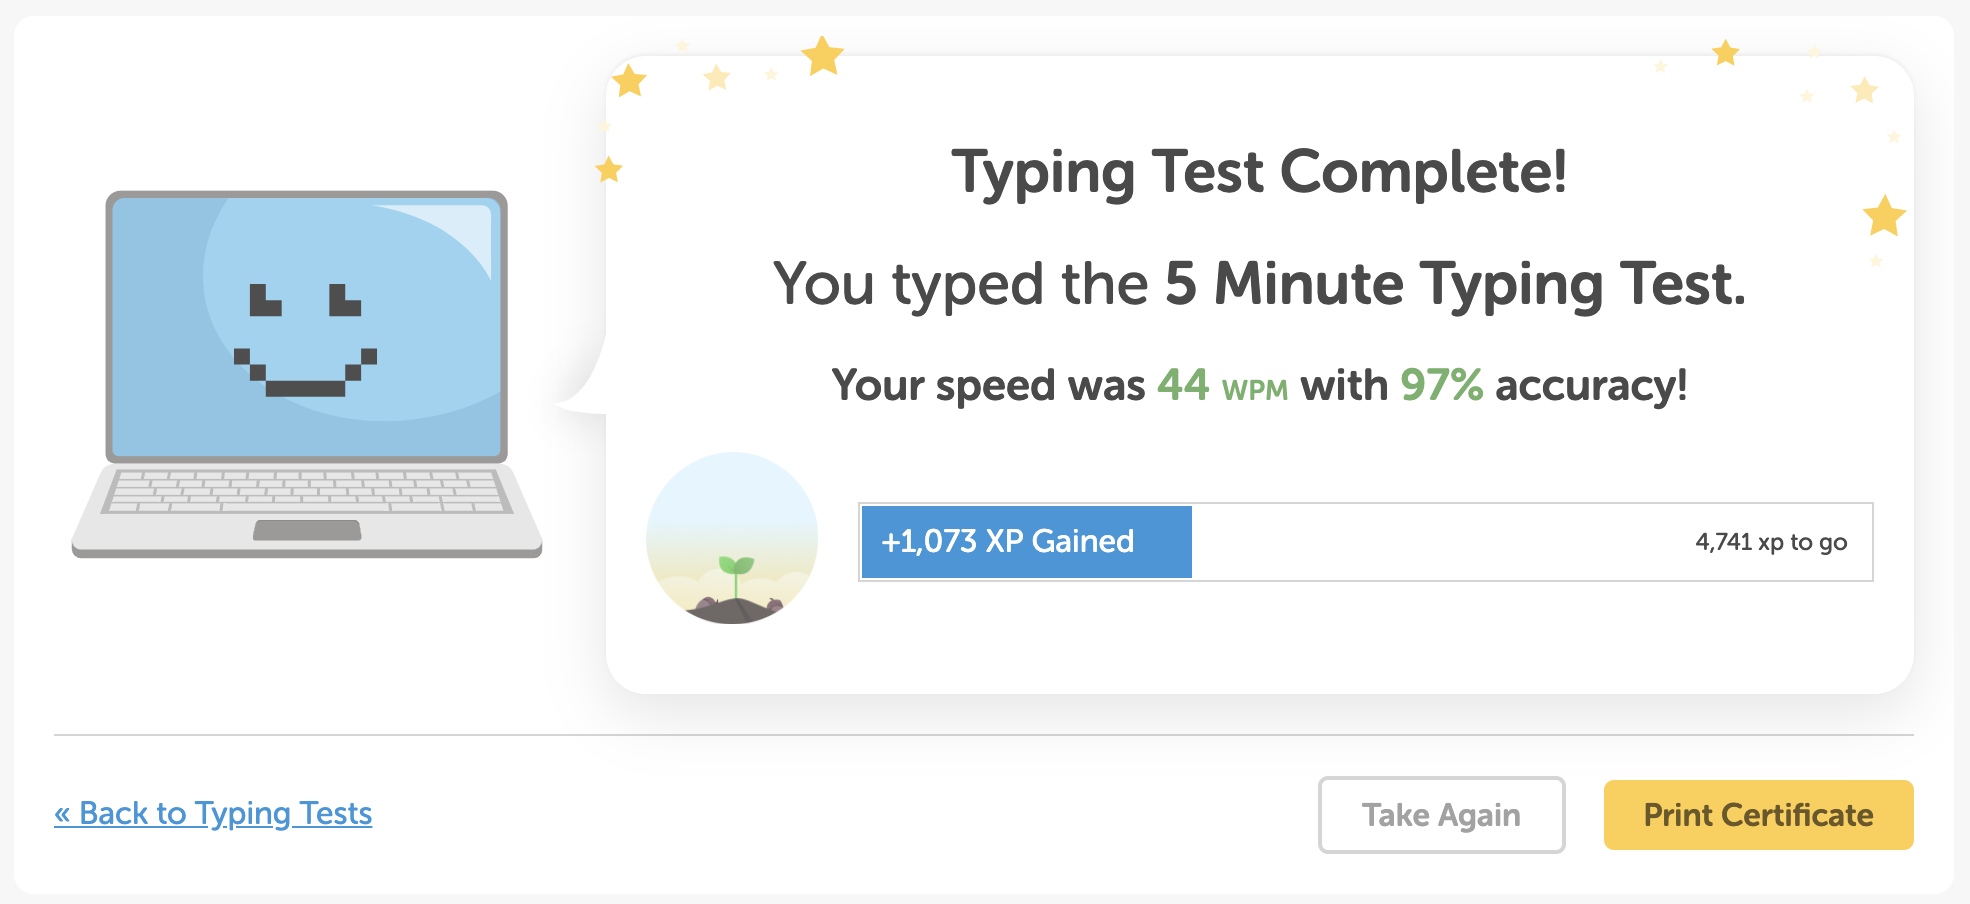 Typing Test Complete!
You typed the 5 Minute Typing Test.
Your speed was 44 WPM with 97% accuracy!
+1,073 XP Gained
4,741 xp to go
« Back to Typing Tests
Take Again
Print Certificate